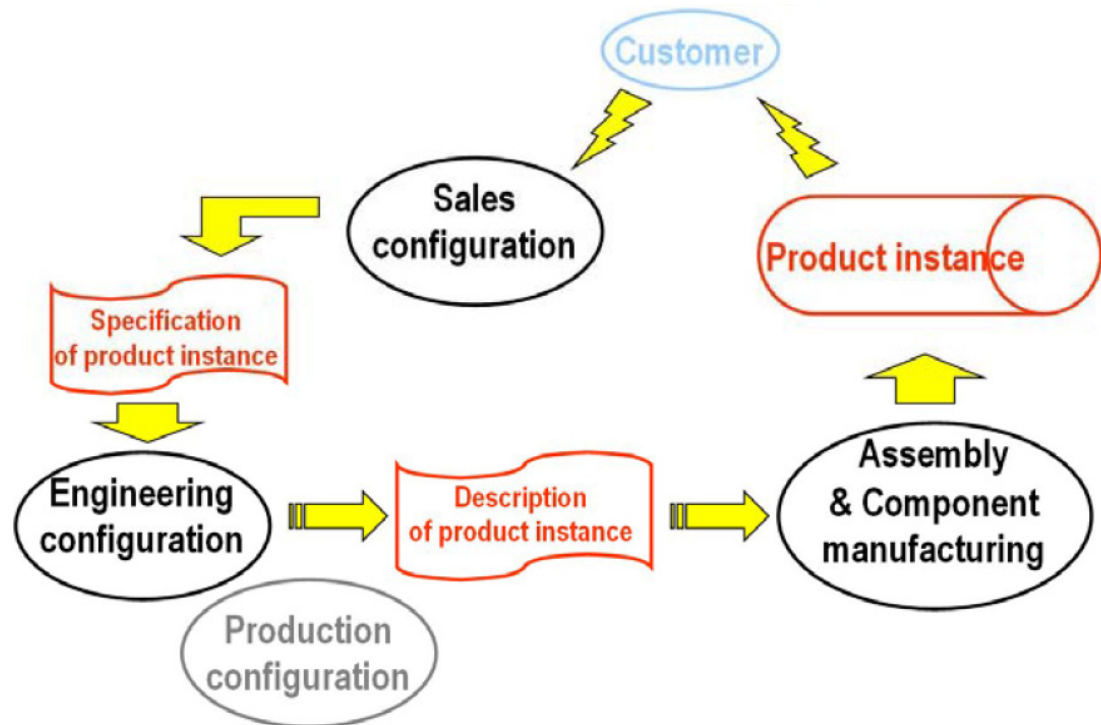 Customer
Sales
configuration
Product instance
Specification
of product instance
Engineering
configuration
Description
of product instance
Assembly
& Component
manufacturing
Production
configuration